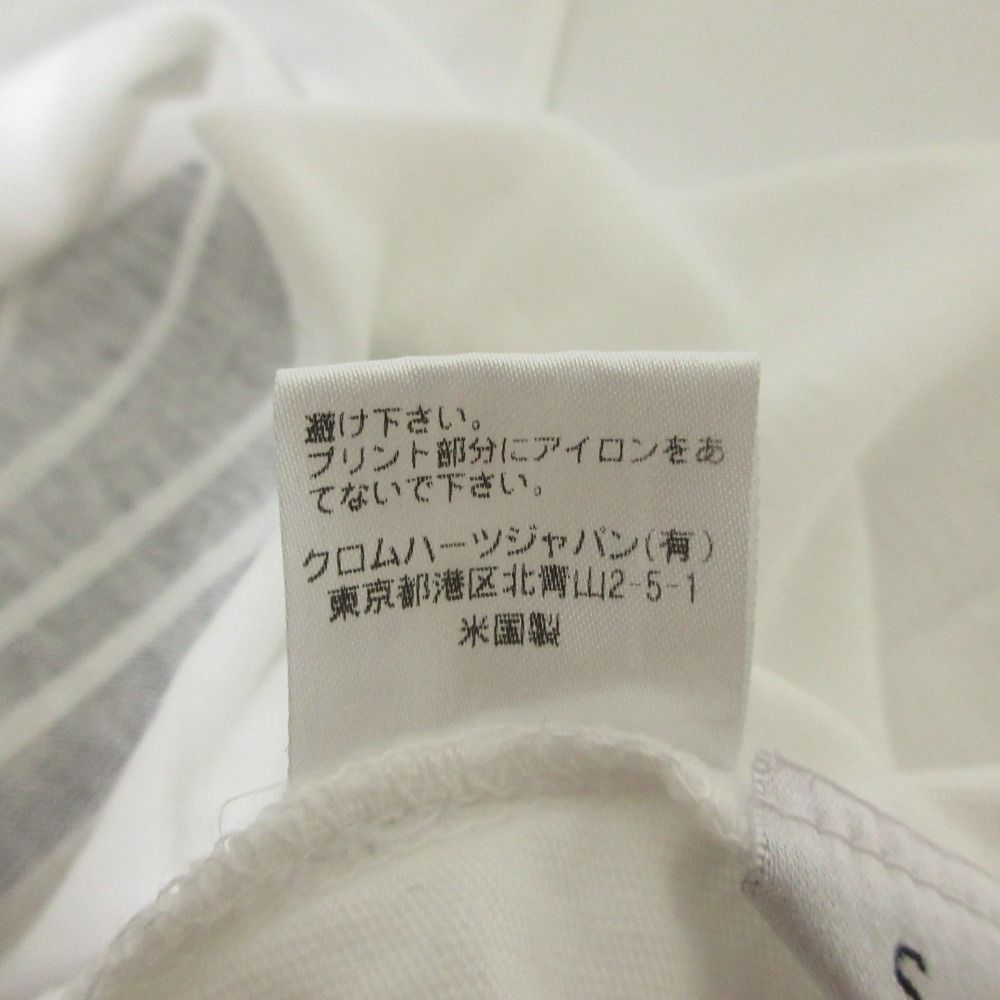 避け下さい。
プリント部分にアイロンをあ
てないで下さい。
クロムハーツジャパン(有)
東京都港区北青山2-5-1
米国製